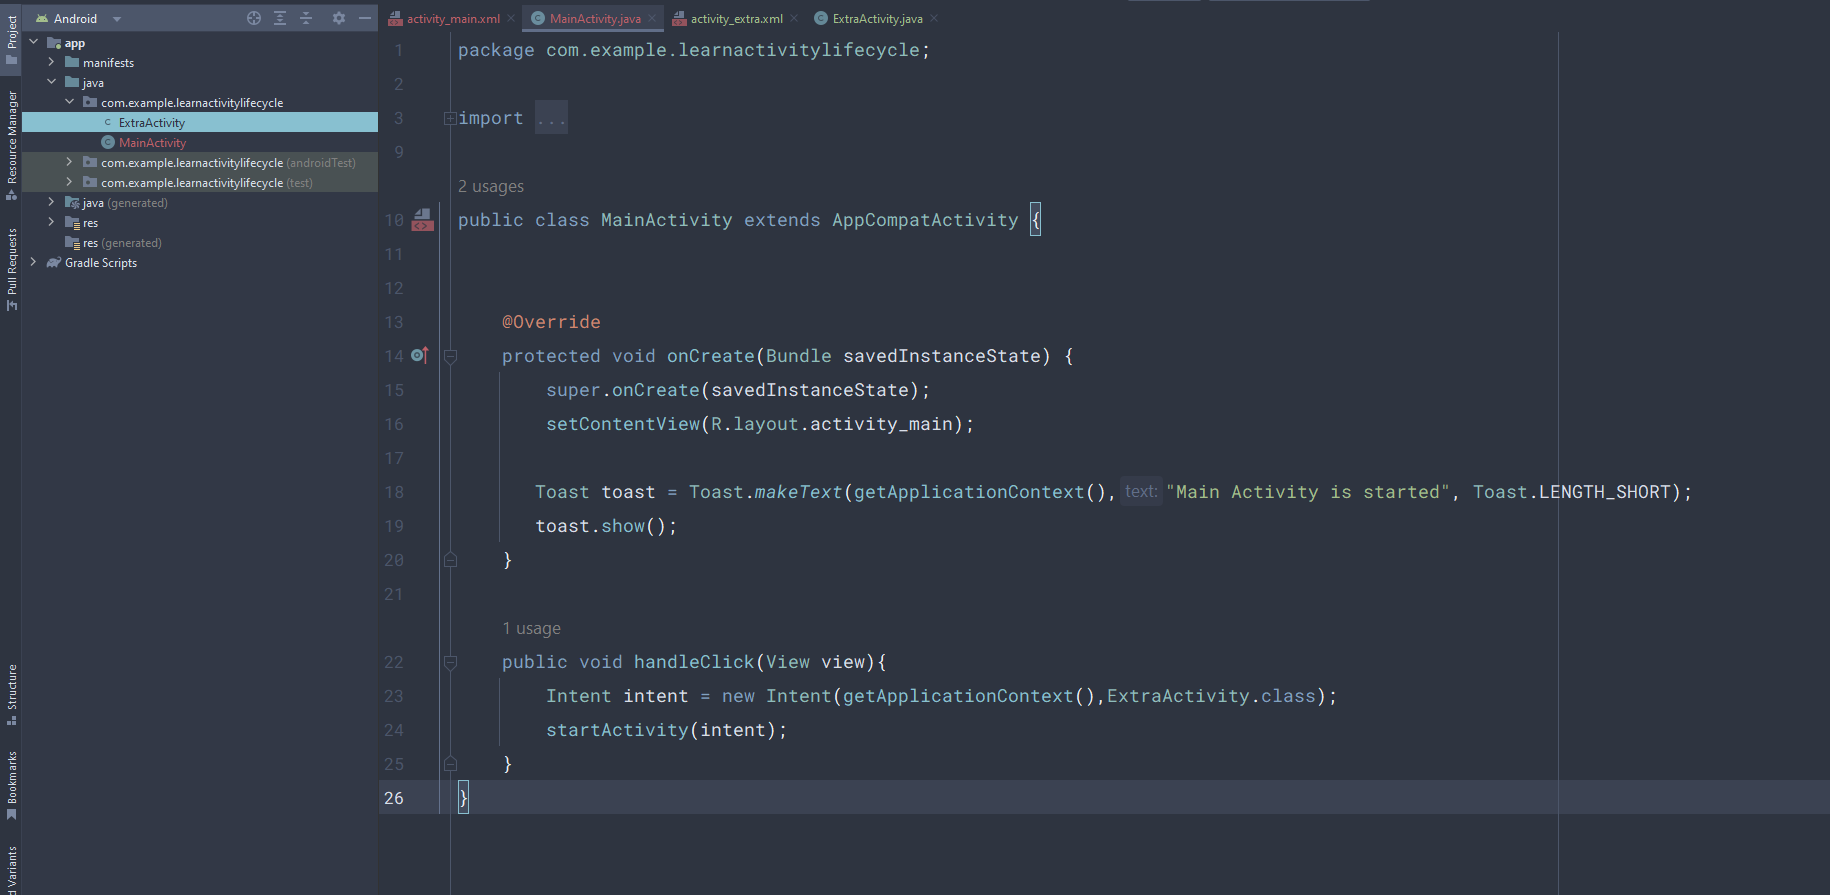 Android
activity_main.xml
MainActivity.java
activity_extra.xml
ExtraActivity.java
Project
Resource Manager
Pull Requests
Structure
Bookmarks
d Variants
app
manifests
java
com.example.learnactivitylifecycle
ExtraActivity
MainActivity
com.example.learnactivitylifecycle (androidTest)
com.example.learnactivitylifecycle (test)
java (generated)
res
res (generated)
Gradle Scripts
1 package com.example.learnactivitylifecycle;
2
3 import ...
9
2 usages
10 public class MainActivity extends AppCompatActivity {
11
12
13 @Override
14 protected void onCreate(Bundle savedInstanceState) {
15 super.onCreate(savedInstanceState);
16 setContentView(R.layout.activity_main);
17
18 Toast toast = Toast.makeText(getApplicationContext(), text: "Main Activity is started", Toast.LENGTH_SHORT);
19 toast.show();
20 }
21
1 usage
22 public void handleClick(View view){
23 Intent intent = new Intent(getApplicationContext(),ExtraActivity.class);
24 startActivity(intent);
25 }
26 }